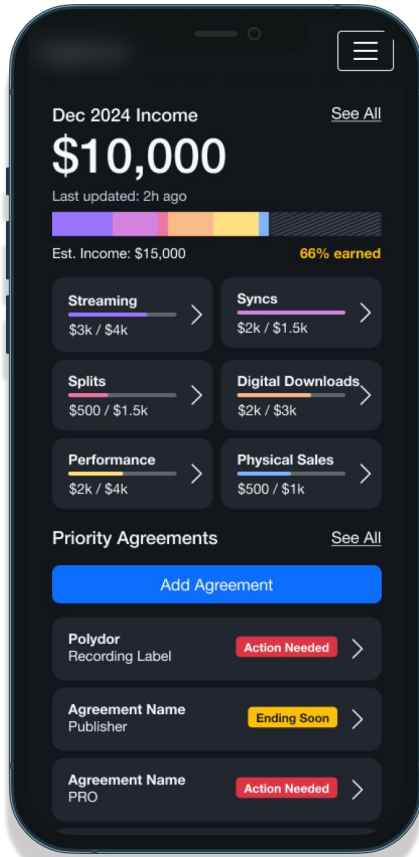 Dec 2024 Income
See All
$10,000
Last updated: 2h ago
Est. Income: $15,000
66% earned
Streaming
$3k / $4k
Syncs
$2k / $1.5k
Splits
$500 / $1.5k
Digital Downloads
$2k / $3k
Performance
$2k / $4k
Physical Sales
$500 / $1k
Priority Agreements
See All
Add Agreement
Polydor
Recording Label
Action Needed
Agreement Name
Publisher
Ending Soon
Agreement Name
PRO
Action Needed